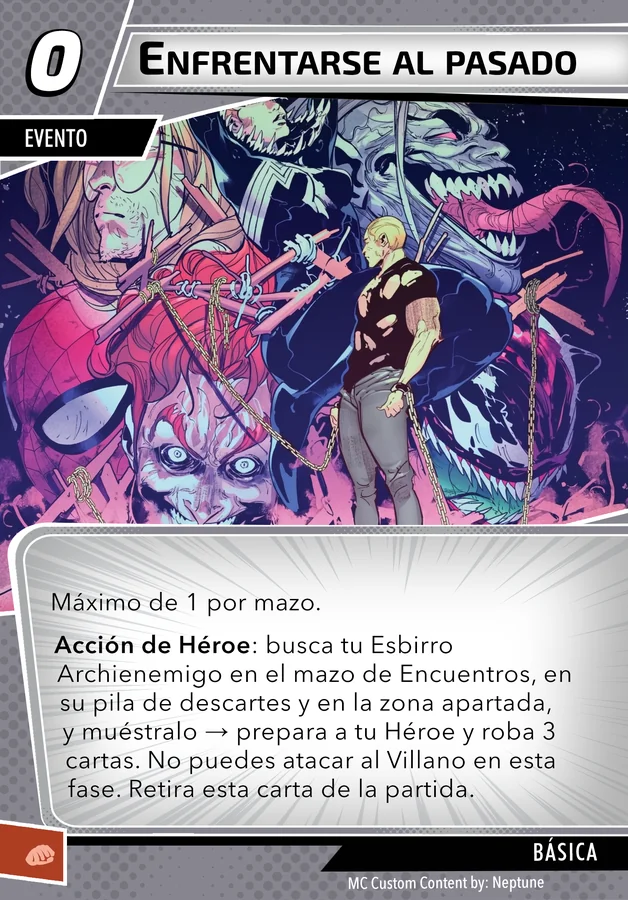 0
ENFRENTARSE AL PASADO
EVENTO
Máximo de 1 por mazo.
Acción de Héroe: busca tu Esbirro
Archienemigo en el mazo de Encuentros, en
su pila de descartes y en la zona apartada,
y muéstralo → prepara a tu Héroe y roba 3
cartas. No puedes atacar al Villano en esta
fase. Retira esta carta de la partida.
BÁSICA
MC Custom Content by: Neptune